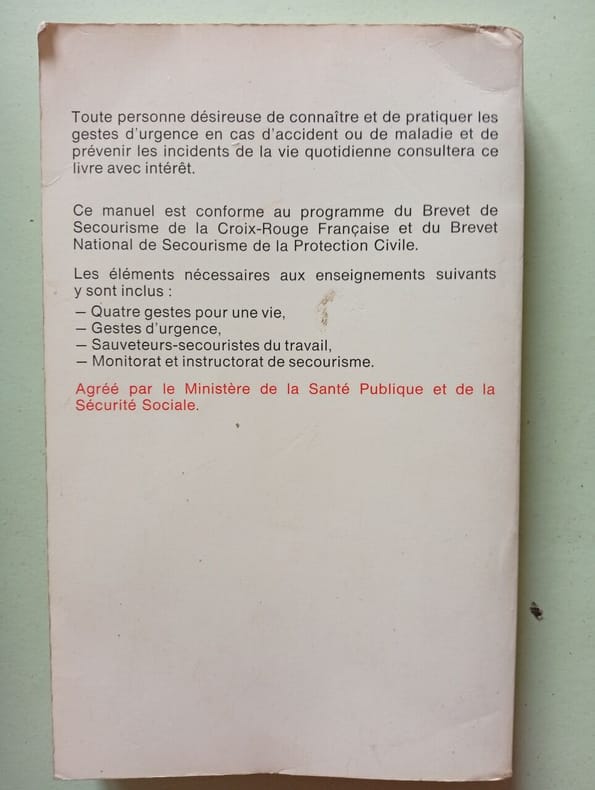 Toute personne désireuse de connaître et de pratiquer les
gestes d'urgence en cas d'accident ou de maladie et de
prévenir les incidents de la vie quotidienne consultera ce
livre avec intérêt.
Ce manuel est conforme au programme du Brevet de
Secourisme de la Croix-Rouge Française et du Brevet
National de Secourisme de la Protection Civile.
Les éléments nécessaires aux enseignements suivants
y sont inclus :
— Quatre gestes pour une vie,
— Gestes d'urgence,
— Sauveteurs-secouristes du travail,
— Monitorat et instructorat de secourisme.
Agréé par le Ministère de la Santé Publique et de la
Sécurité Sociale.